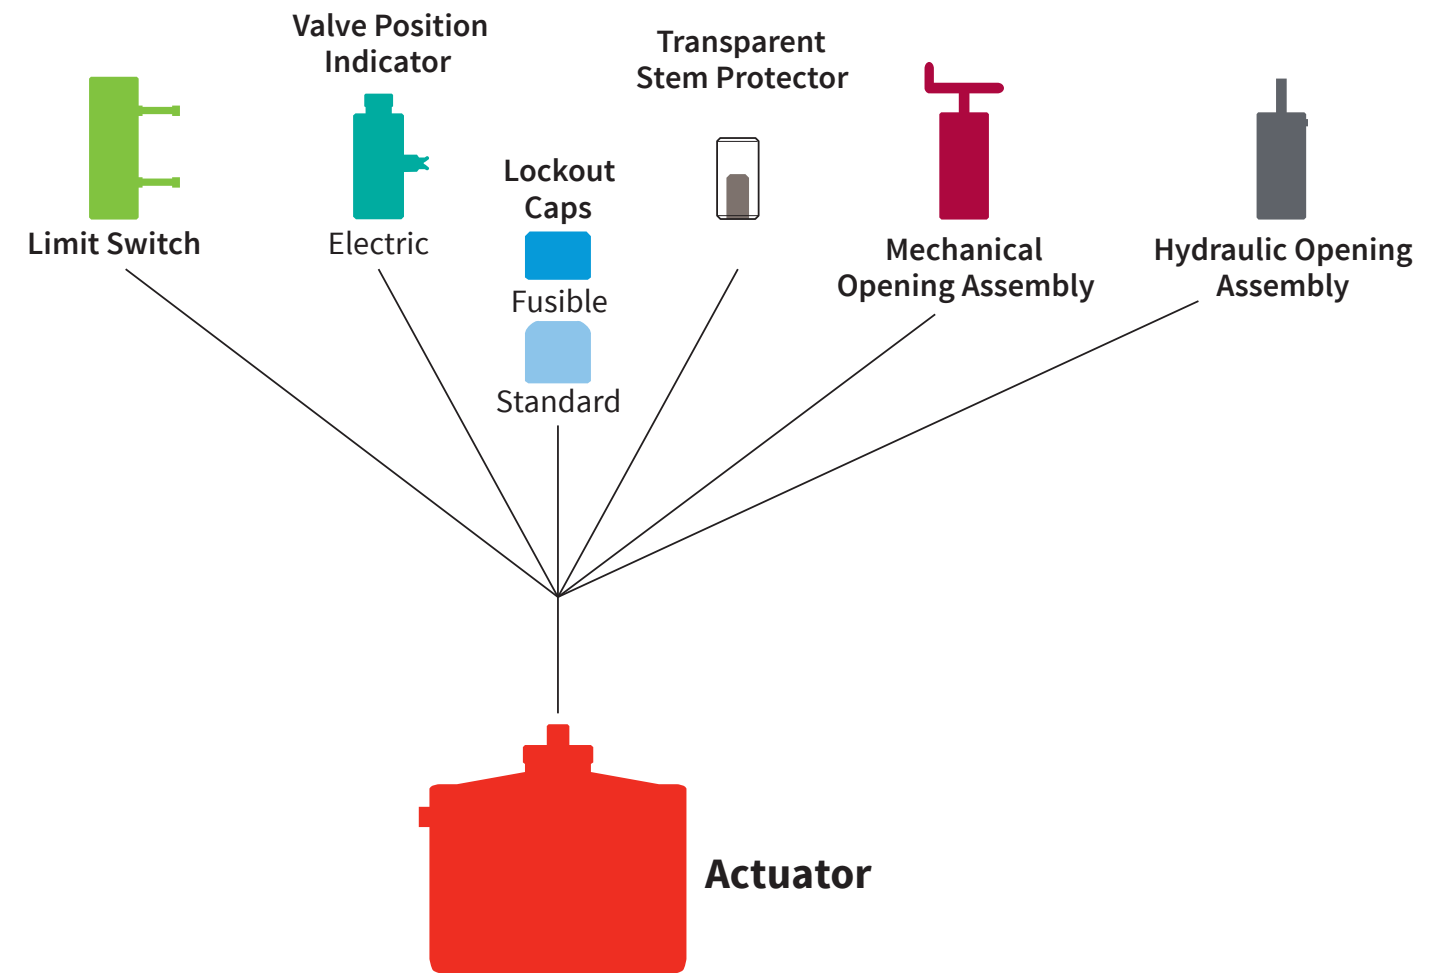 Limit Switch
Valve Position
Indicator
Electric
Lockout
Caps
Fusible
Standard
Transparent
Stem Protector
Mechanical
Opening Assembly
Hydraulic Opening
Assembly
Actuator